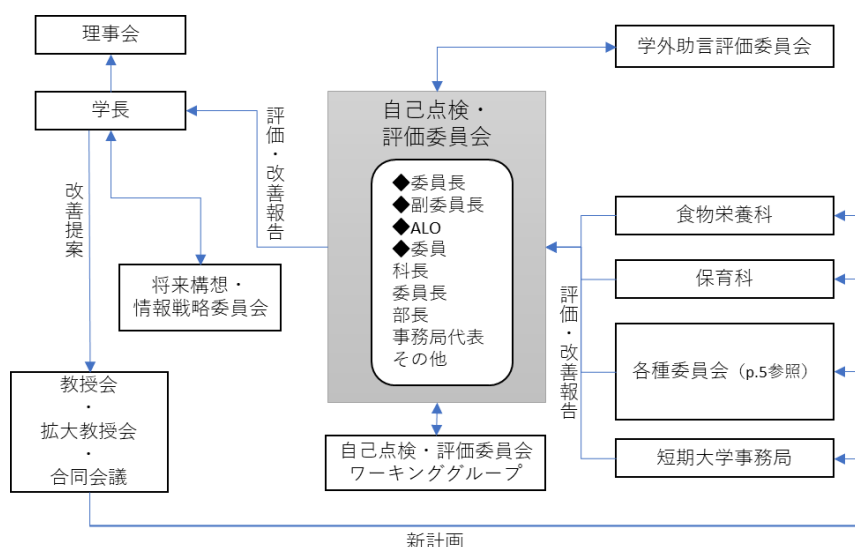 理事会
学長
改善提案
評価・改善報告
将来構想・
情報戦略委員会
教授会
・
拡大教授会
・
合同会議
自己点検・
評価委員会
◆委員長
◆副委員長
◆ALO
◆委員
科長
委員長
部長
事務局代表
その他
自己点検・評価委員会
ワーキンググループ
学外助言評価委員会
評価・改善報告
食物栄養科
保育科
各種委員会（p.5参照）
短期大学事務局
新計画